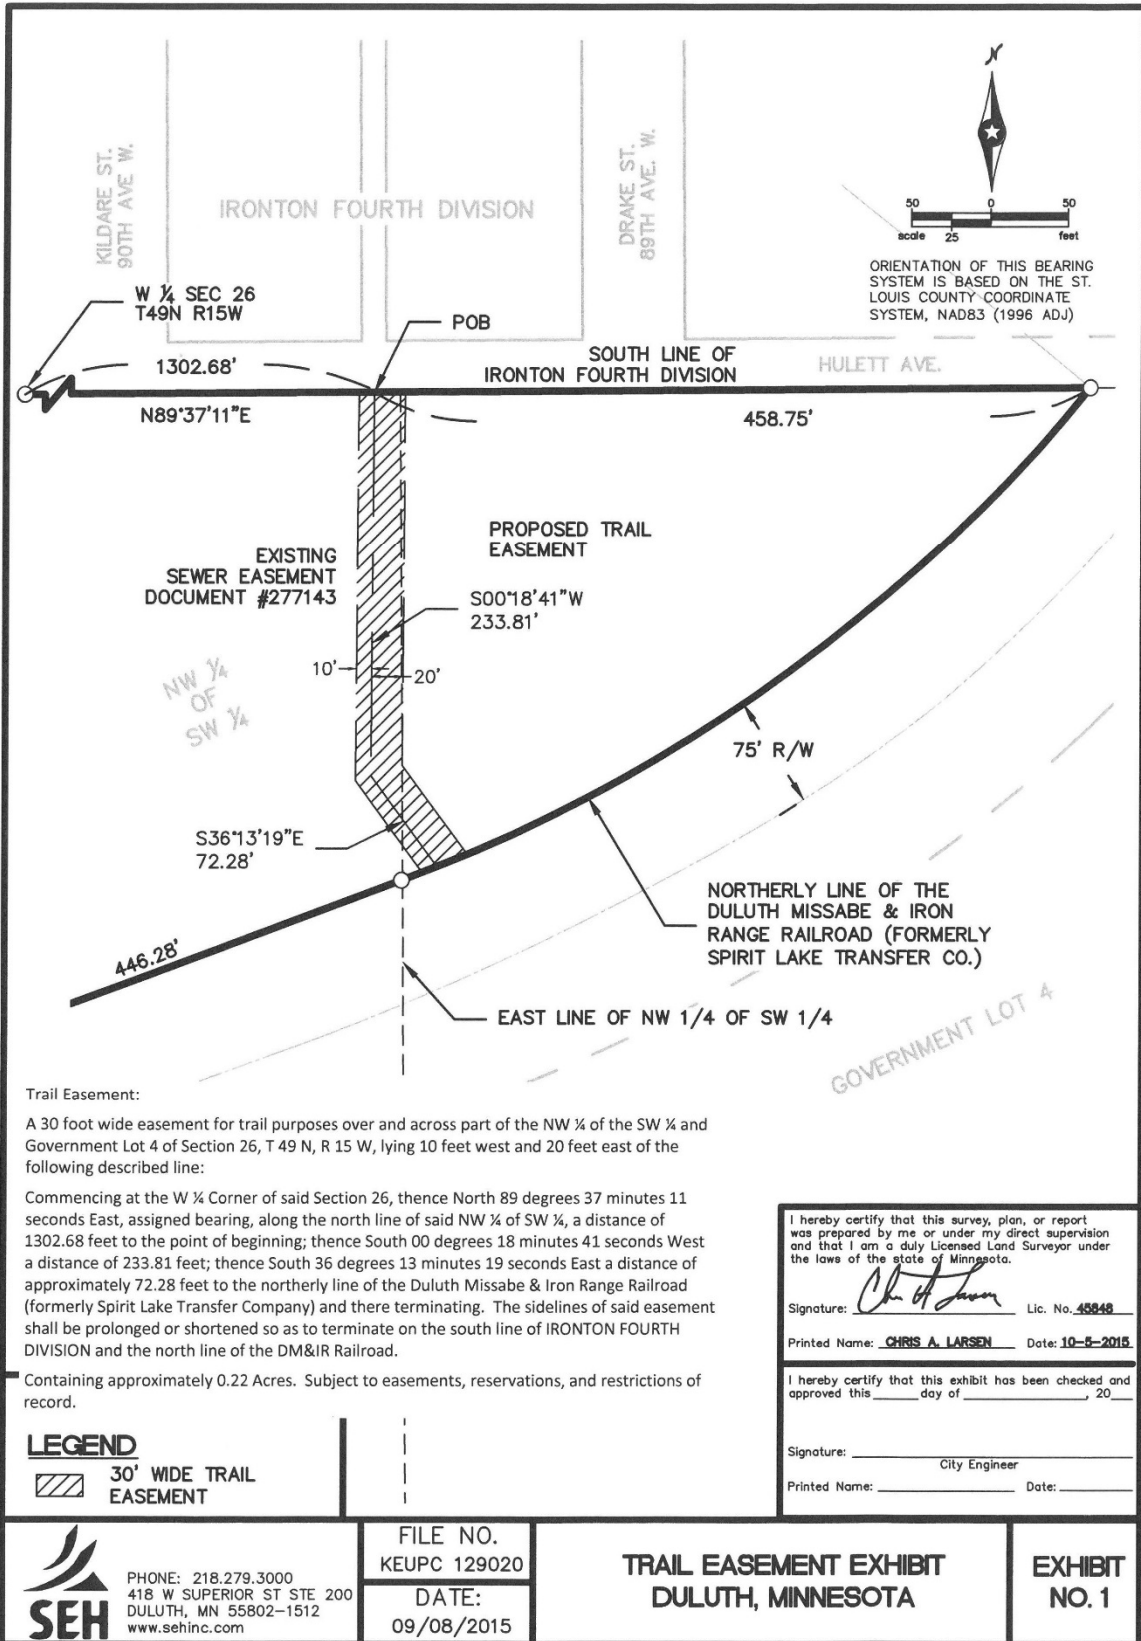 N
KILDARE ST.
90TH AVE W.
IRONTON FOURTH DIVISION
DRAKE ST.
89TH AVE. W.
50 0 50
scale 25 feet
ORIENTATION OF THIS BEARING
SYSTEM IS BASED ON THE ST.
LOUIS COUNTY COORDINATE
SYSTEM, NAD83 (1996 ADJ)
W ¼ SEC 26
T49N R15W
POB
1302.68'
SOUTH LINE OF
IRONTON FOURTH DIVISION
HULETT AVE.
N89°37'11"E
458.75'
PROPOSED TRAIL
EASEMENT
EXISTING
SEWER EASEMENT
DOCUMENT #277143
S00°18'41"W
233.81'
10'
20'
NW ¼
OF
SW ¼
75' R/W
S36°13'19"E
72.28'
NORTHERLY LINE OF THE
DULUTH MISSABE & IRON
RANGE RAILROAD (FORMERLY
SPIRIT LAKE TRANSFER CO.)
446.28'
EAST LINE OF NW 1/4 OF SW 1/4
GOVERNMENT LOT 4
Trail Easement:
A 30 foot wide easement for trail purposes over and across part of the NW ¼ of the SW ¼ and
Government Lot 4 of Section 26, T 49 N, R 15 W, lying 10 feet west and 20 feet east of the
following described line:
Commencing at the W ¼ Corner of said Section 26, thence North 89 degrees 37 minutes 11
seconds East, assigned bearing, along the north line of said NW ¼ of SW ¼, a distance of
1302.68 feet to the point of beginning; thence South 00 degrees 18 minutes 41 seconds West
a distance of 233.81 feet; thence South 36 degrees 13 minutes 19 seconds East a distance of
approximately 72.28 feet to the northerly line of the Duluth Missabe & Iron Range Railroad
(formerly Spirit Lake Transfer Company) and there terminating. The sidelines of said easement
shall be prolonged or shortened so as to terminate on the south line of IRONTON FOURTH
DIVISION and the north line of the DM&IR Railroad.
Containing approximately 0.22 Acres. Subject to easements, reservations, and restrictions of
record.
I hereby certify that this survey, plan, or report
was prepared by me or under my direct supervision
and that I am a duly Licensed Land Surveyor under
the laws of the state of Minnesota.
Signature: Lic. No. 45848
Printed Name: CHRIS A. LARSEN Date: 10-5-2015
I hereby certify that this exhibit has been checked and
approved this ____ day of ____________, 20__
Signature: ____________
City Engineer
Printed Name: ____________ Date: ______
LEGEND
30' WIDE TRAIL
EASEMENT
SEH
PHONE: 218.279.3000
418 W SUPERIOR ST STE 200
DULUTH, MN 55802-1512
www.sehinc.com
FILE NO.
KEUPC 129020
DATE:
09/08/2015
TRAIL EASEMENT EXHIBIT
DULUTH, MINNESOTA
EXHIBIT
NO. 1